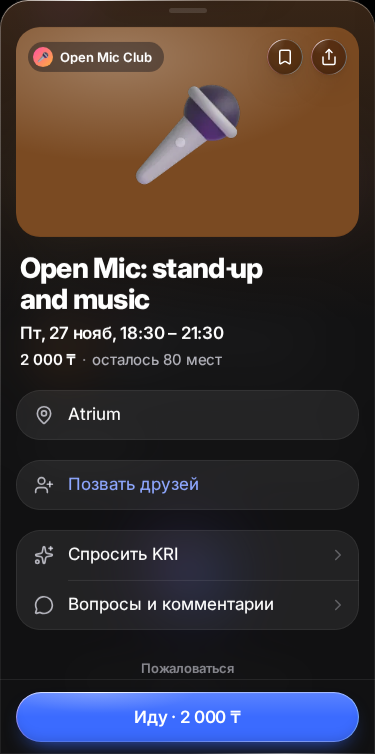 Open Mic Club
Open Mic: stand-up
and music
Пт, 27 нояб, 18:30 – 21:30
2 000 ₸ · осталось 80 мест
Atrium
Позвать друзей
Спросить KRI
Вопросы и комментарии
Пожаловаться
Иду · 2 000 ₸